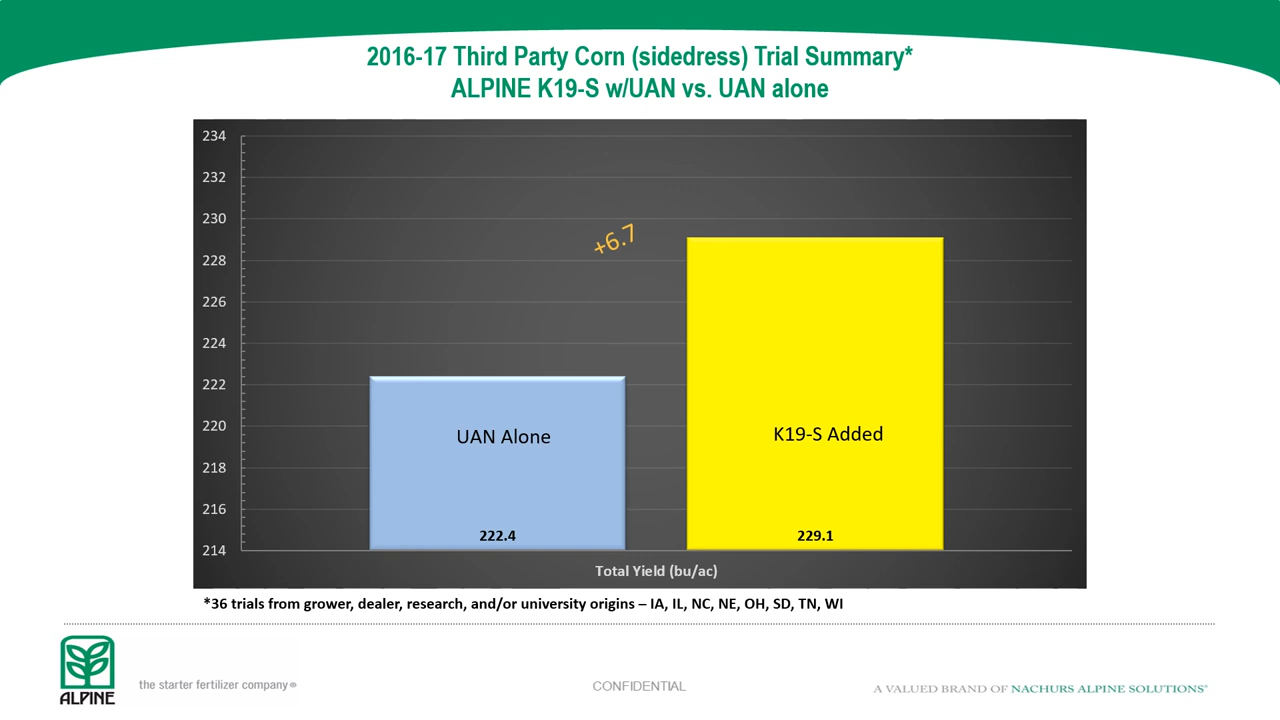 2016-17 Third Party Corn (sidedress) Trial Summary*
ALPINE K19-S w/UAN vs. UAN alone
234
232
230
228
226
224
222
220
218
216
214
+6.7
UAN Alone
K19-S Added
222.4
229.1
Total Yield (bu/ac)
*36 trials from grower, dealer, research, and/or university origins – IA, IL, NC, NE, OH, SD, TN, WI
ALPINE
the starter fertilizer company®
CONFIDENTIAL
A VALUED BRAND OF NACHURS ALPINE SOLUTIONS®